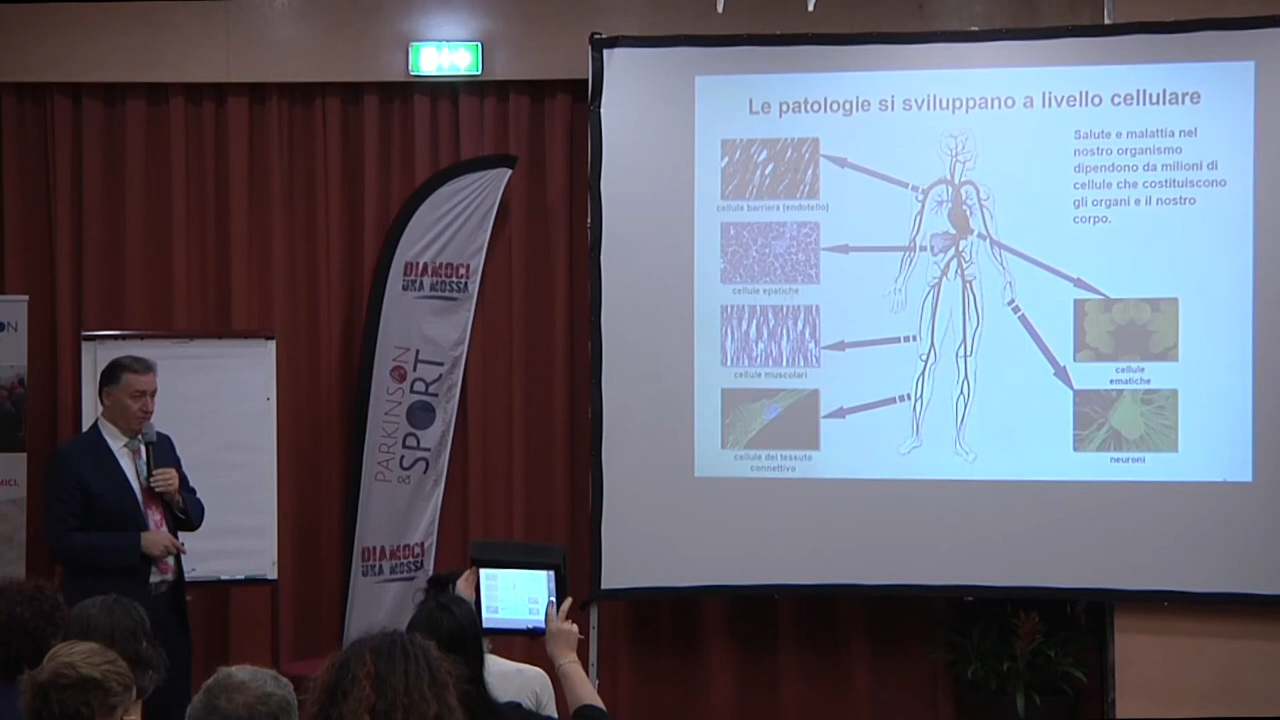 Le patologie si sviluppano a livello cellulare
Salute e malattia nel
nostro organismo
dipendono da milioni di
cellule che costituiscono
gli organi e il nostro
corpo.
cellule barriera (endotelio)
cellule epatiche
cellule muscolari
cellule del tessuto
connettivo
cellule
ematiche
neuroni
DIAMOCI
UNA MOSSA
PARKINSON
& SPORT
DIAMOCI
UNA MOSSA
ON
MICI.